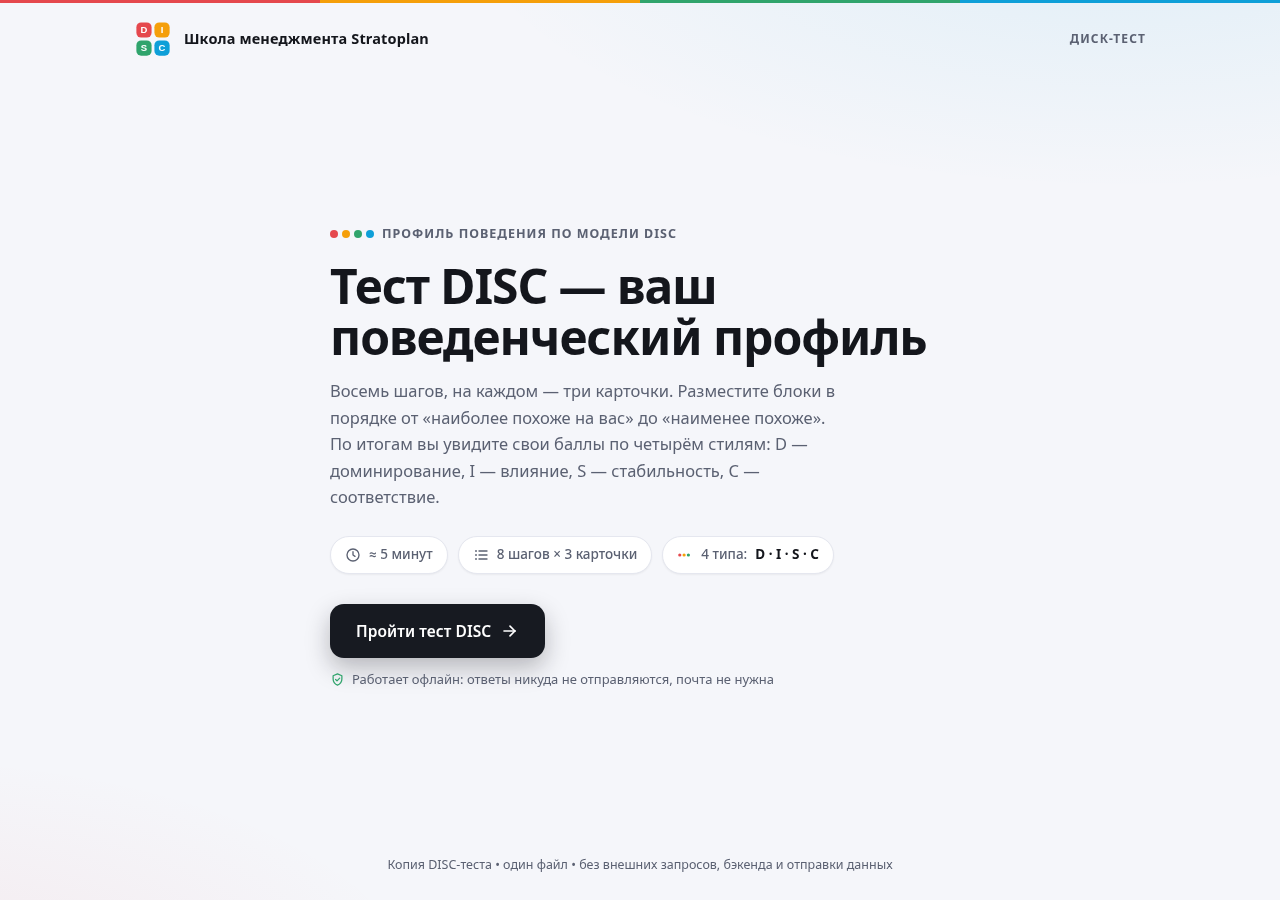 D I
S C
Школа менеджмента Stratoplan
ДИСК-ТЕСТ
ПРОФИЛЬ ПОВЕДЕНИЯ ПО МОДЕЛИ DISC
Тест DISC — ваш
поведенческий профиль
Восемь шагов, на каждом — три карточки. Разместите блоки в
порядке от «наиболее похоже на вас» до «наименее похоже».
По итогам вы увидите свои баллы по четырём стилям: D —
доминирование, I — влияние, S — стабильность, C —
соответствие.
≈ 5 минут
8 шагов × 3 карточки
4 типа: D · I · S · C
Пройти тест DISC
Работает офлайн: ответы никуда не отправляются, почта не нужна
Копия DISC-теста • один файл • без внешних запросов, бэкенда и отправки данных